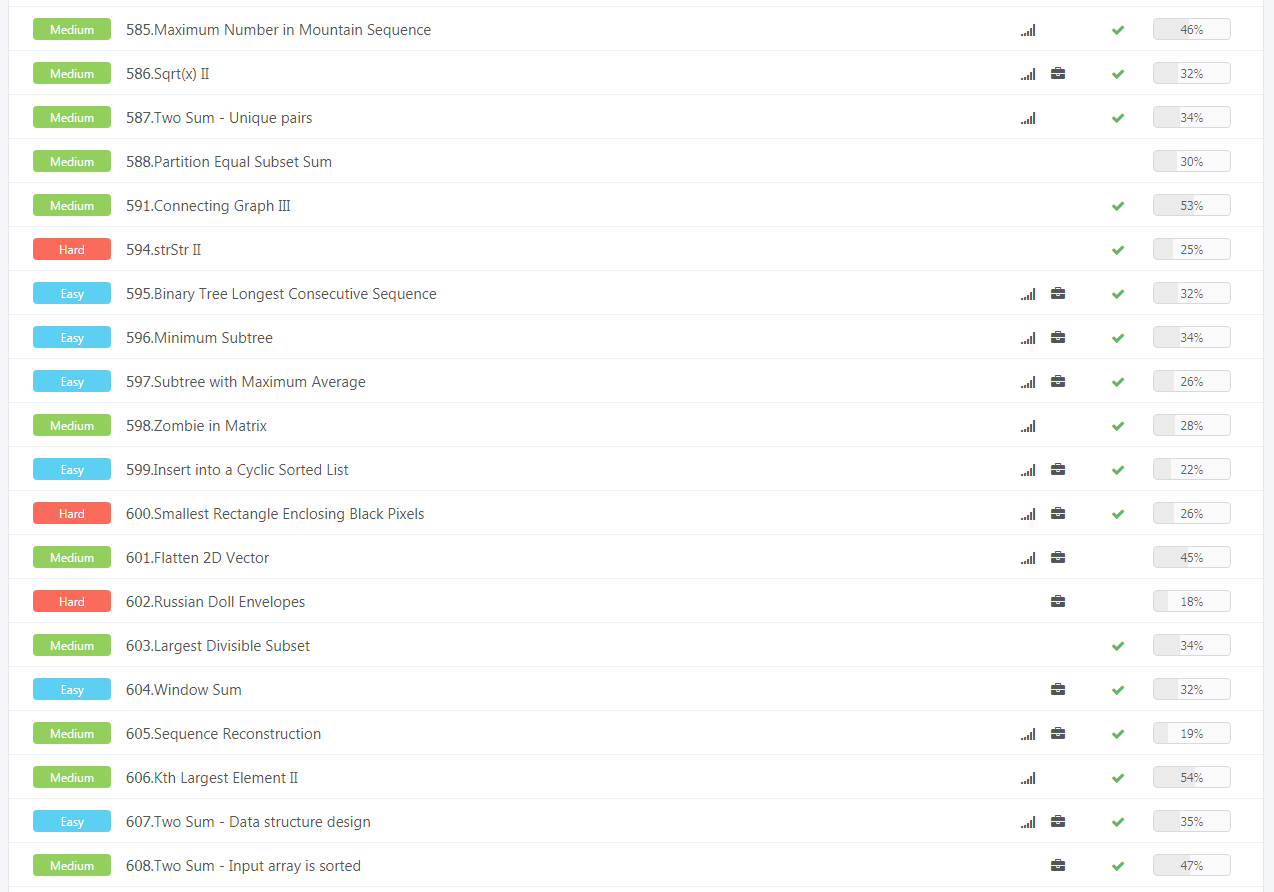 Medium 585.Maximum Number in Mountain Sequence 46%
Medium 586.Sqrt(x) II 32%
Medium 587.Two Sum - Unique pairs 34%
Medium 588.Partition Equal Subset Sum 30%
Medium 591.Connecting Graph III 53%
Hard 594.strStr II 25%
Easy 595.Binary Tree Longest Consecutive Sequence 32%
Easy 596.Minimum Subtree 34%
Easy 597.Subtree with Maximum Average 26%
Medium 598.Zombie in Matrix 28%
Easy 599.Insert into a Cyclic Sorted List 22%
Hard 600.Smallest Rectangle Enclosing Black Pixels 26%
Medium 601.Flatten 2D Vector 45%
Hard 602.Russian Doll Envelopes 18%
Medium 603.Largest Divisible Subset 34%
Easy 604.Window Sum 32%
Medium 605.Sequence Reconstruction 19%
Medium 606.Kth Largest Element II 54%
Easy 607.Two Sum - Data structure design 35%
Medium 608.Two Sum - Input array is sorted 47%